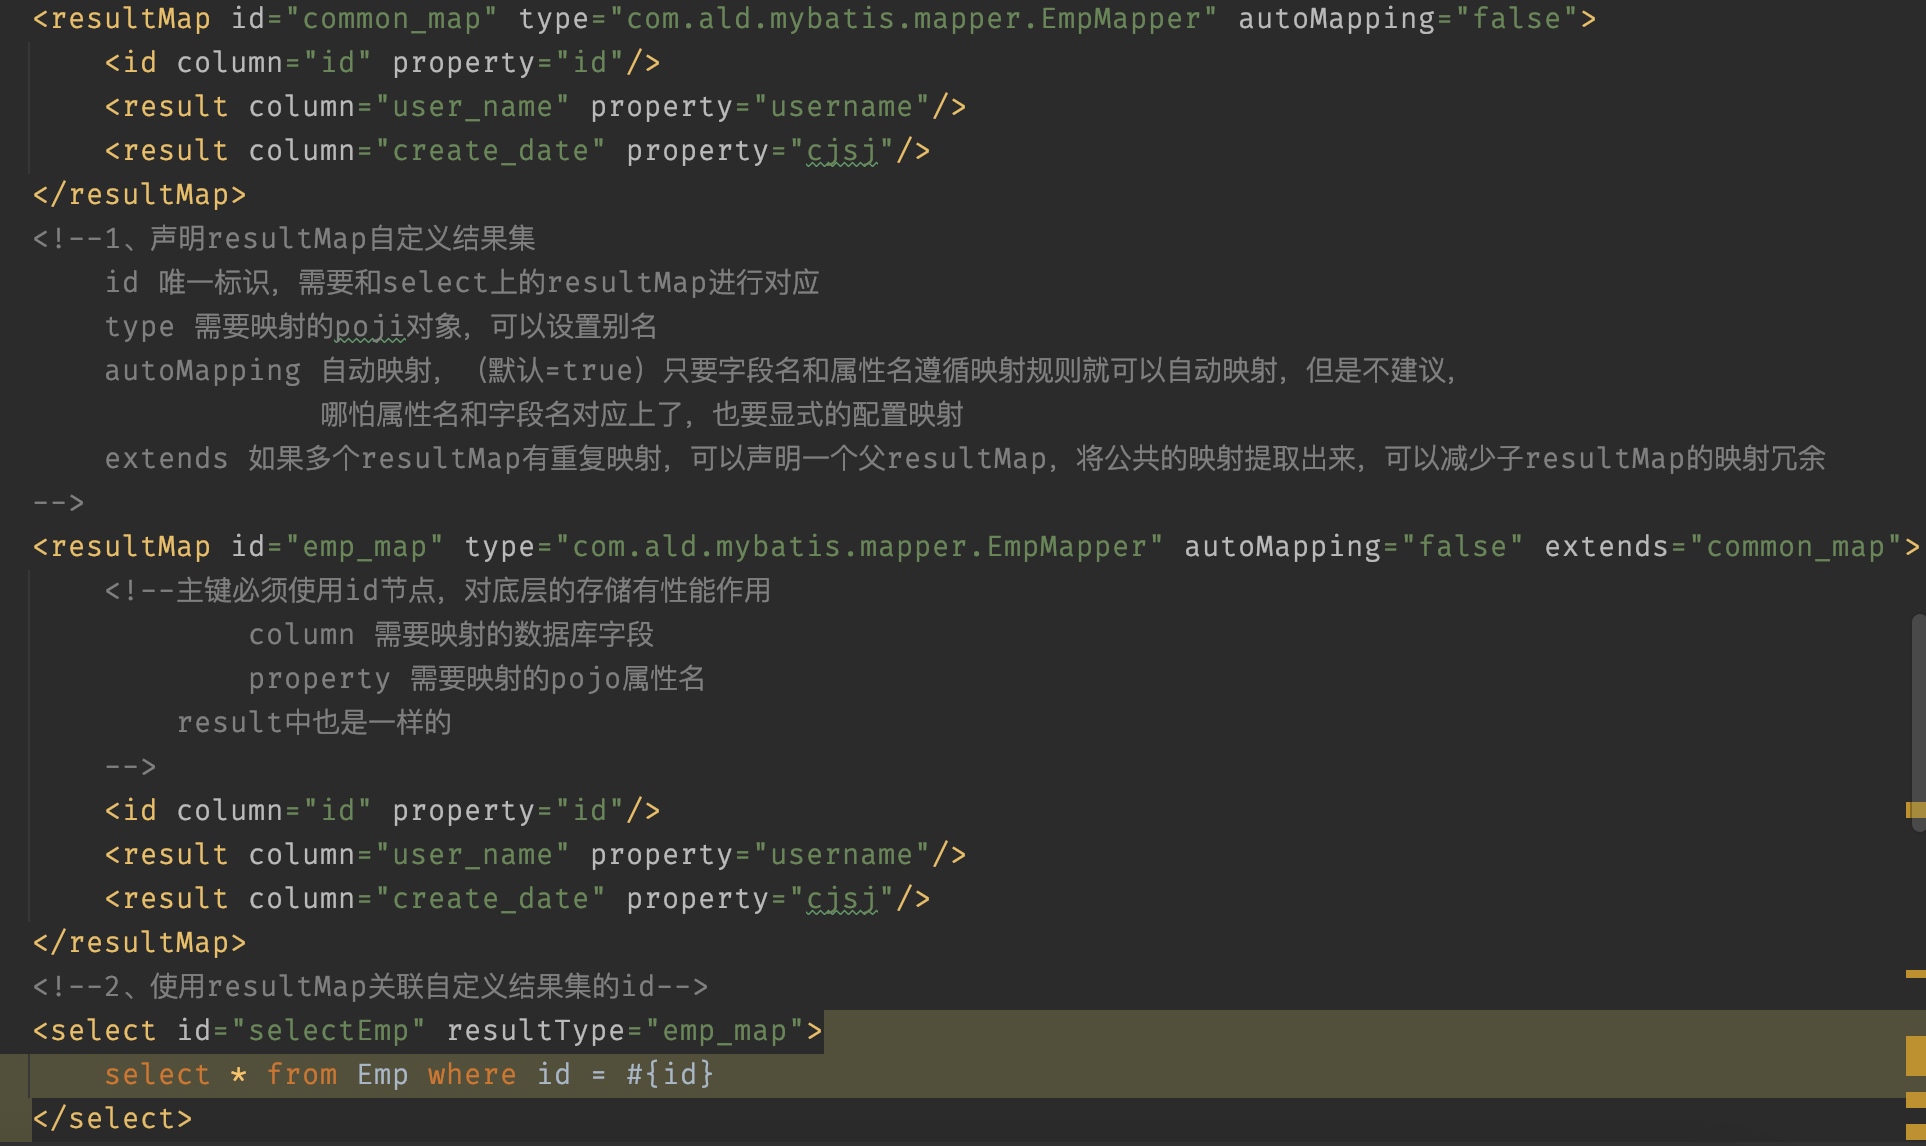 <resultMap id="common_map" type="com.ald.mybatis.mapper.EmpMapper" autoMapping="false">
    <id column="id" property="id"/>
    <result column="user_name" property="username"/>
    <result column="create_date" property="cjsj"/>
</resultMap>
<!--1、声明resultMap自定义结果集
    id 唯一标识，需要和select上的resultMap进行对应
    type 需要映射的poji对象，可以设置别名
    autoMapping 自动映射，（默认=true）只要字段名和属性名遵循映射规则就可以自动映射，但是不建议，
                哪怕属性名和字段名对应上了，也要显式的配置映射
    extends 如果多个resultMap有重复映射，可以声明一个父resultMap，将公共的映射提取出来，可以减少子resultMap的映射冗余
-->
<resultMap id="emp_map" type="com.ald.mybatis.mapper.EmpMapper" autoMapping="false" extends="common_map">
    <!--主键必须使用id节点，对底层的存储有性能作用
            column 需要映射的数据库字段
            property 需要映射的pojo属性名
        result中也是一样的
    -->
    <id column="id" property="id"/>
    <result column="user_name" property="username"/>
    <result column="create_date" property="cjsj"/>
</resultMap>
<!--2、使用resultMap关联自定义结果集的id-->
<select id="selectEmp" resultType="emp_map">
    select * from Emp where id = #{id}
</select>